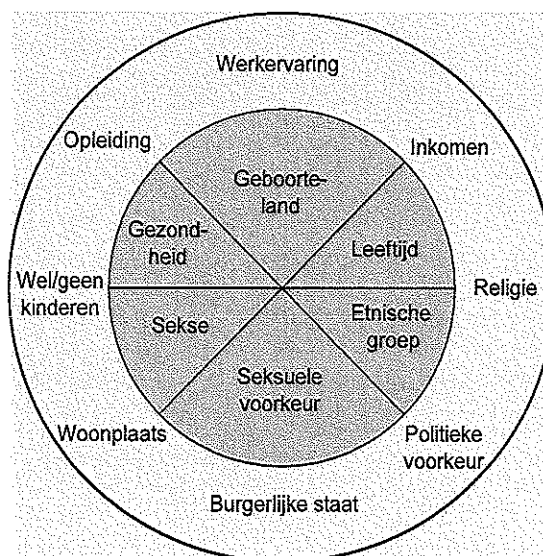 Werkervaring
Opleiding
Inkomen
Geboorte-
land
Gezond-
heid
Leeftijd
Wel/geen
kinderen
Religie
Sekse
Etnische
groep
Seksuele
voorkeur
Woonplaats
Politieke
voorkeur
Burgerlijke staat